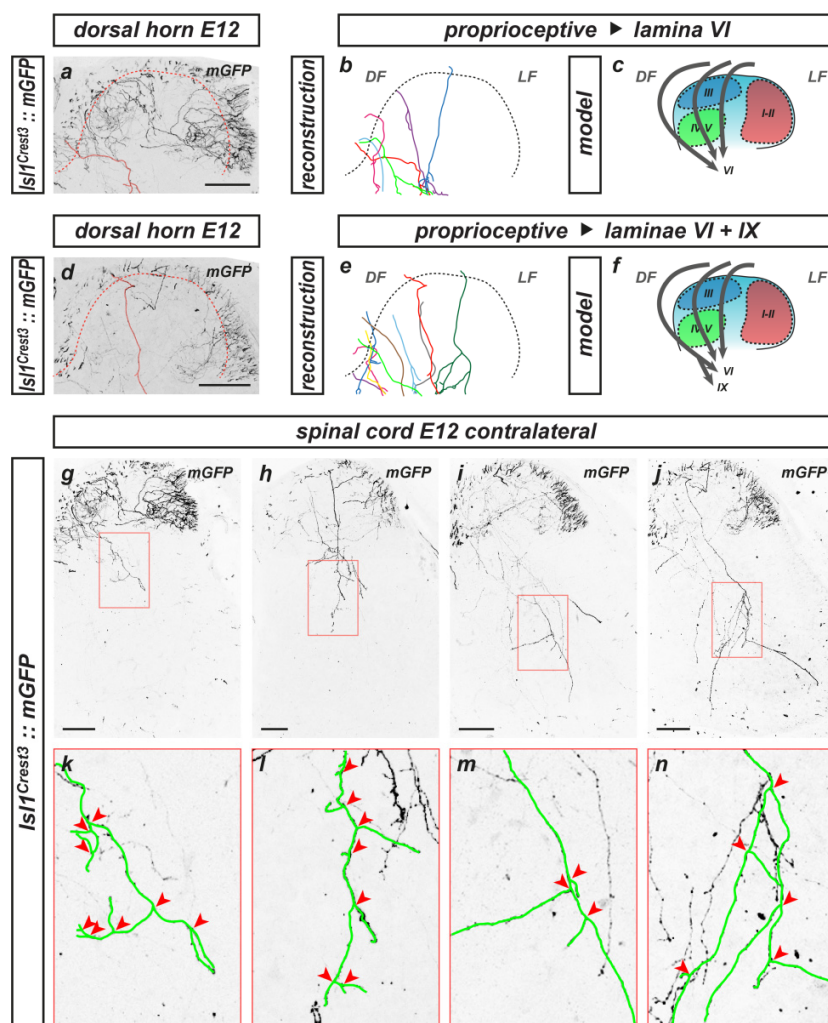 dorsal horn E12
proprioceptive ▶ lamina VI
Isl1Crest3 :: mGFP
a
mGFP
reconstruction
b
DF
LF
model
c
DF
LF
III
IV-V
I-II
VI
dorsal horn E12
proprioceptive ▶ laminae VI + IX
Isl1Crest3 :: mGFP
d
mGFP
reconstruction
e
DF
LF
model
f
DF
LF
III
IV-V
I-II
VI
IX
spinal cord E12 contralateral
Isl1Crest3 :: mGFP
g
mGFP
h
mGFP
i
mGFP
j
mGFP
k
l
m
n